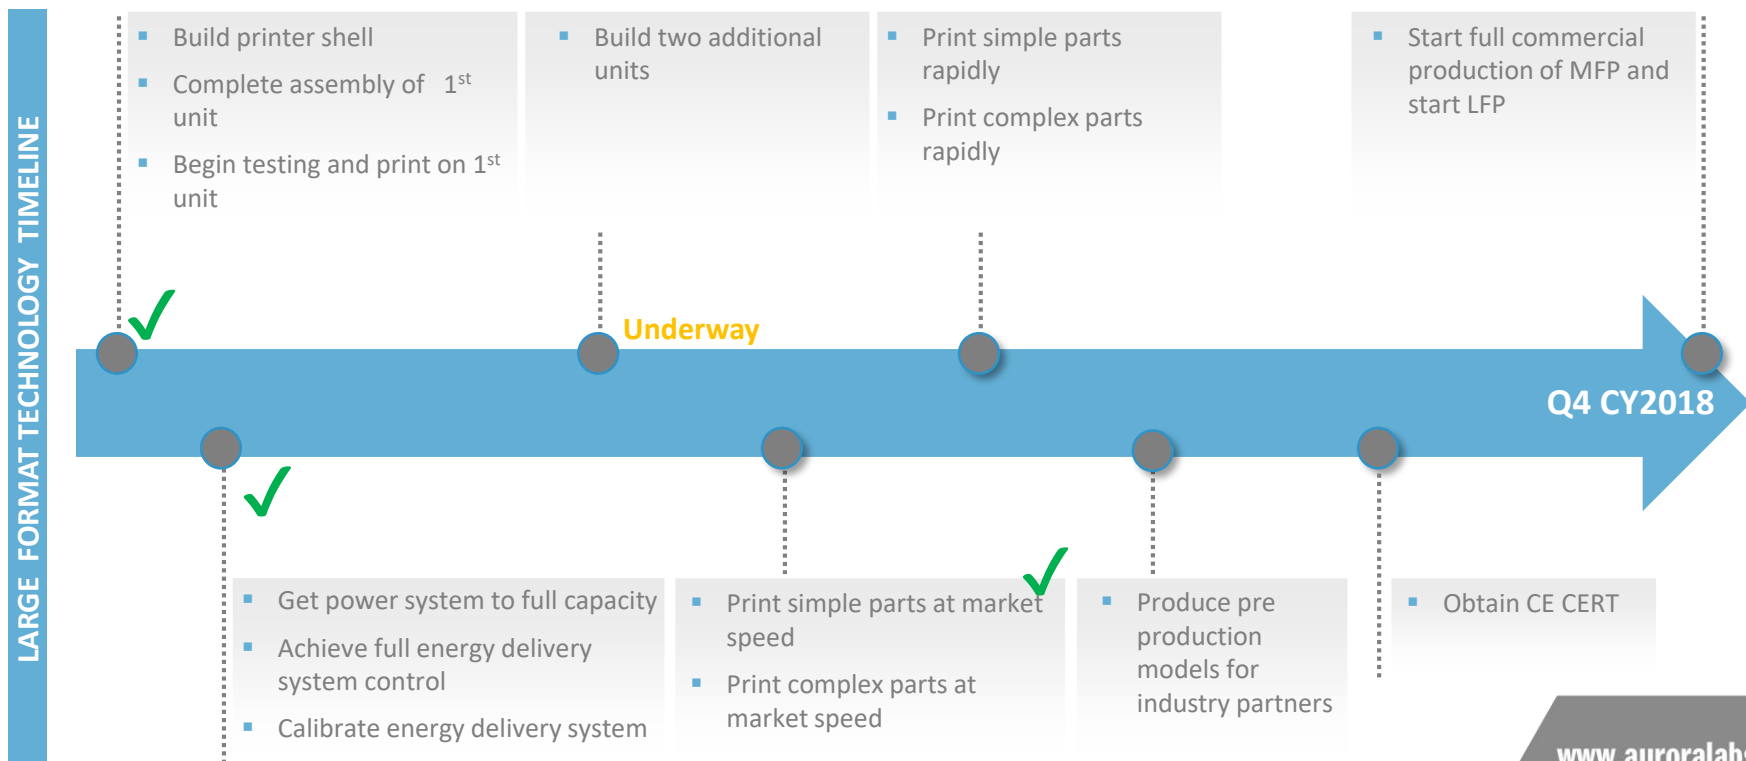 LARGE FORMAT TECHNOLOGY TIMELINE
Build printer shell
Complete assembly of 1st
unit
Begin testing and print on 1st
unit
Build two additional
units
Print simple parts
rapidly
Print complex parts
rapidly
Start full commercial
production of MFP and
start LFP
Underway
Q4 CY2018
Get power system to full capacity
Achieve full energy delivery
system control
Calibrate energy delivery system
Print simple parts at market
speed
Print complex parts at
market speed
Produce pre
production
models for
industry partners
Obtain CE CERT
www.auroralabs